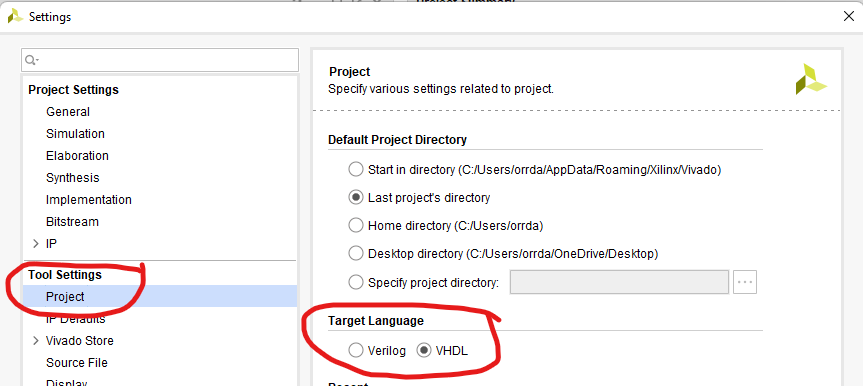 Settings
Project Settings
General
Simulation
Elaboration
Synthesis
Implementation
Bitstream
IP
Tool Settings
Project
IP Defaults
Vivado Store
Source File
Display
Project
Specify various settings related to project.
Default Project Directory
Start in directory (C:/Users/orrda/AppData/Roaming/Xilinx/Vivado)
Last project's directory
Home directory (C:/Users/orrda)
Desktop directory (C:/Users/orrda/OneDrive/Desktop)
Specify project directory:
Target Language
Verilog VHDL
Recent